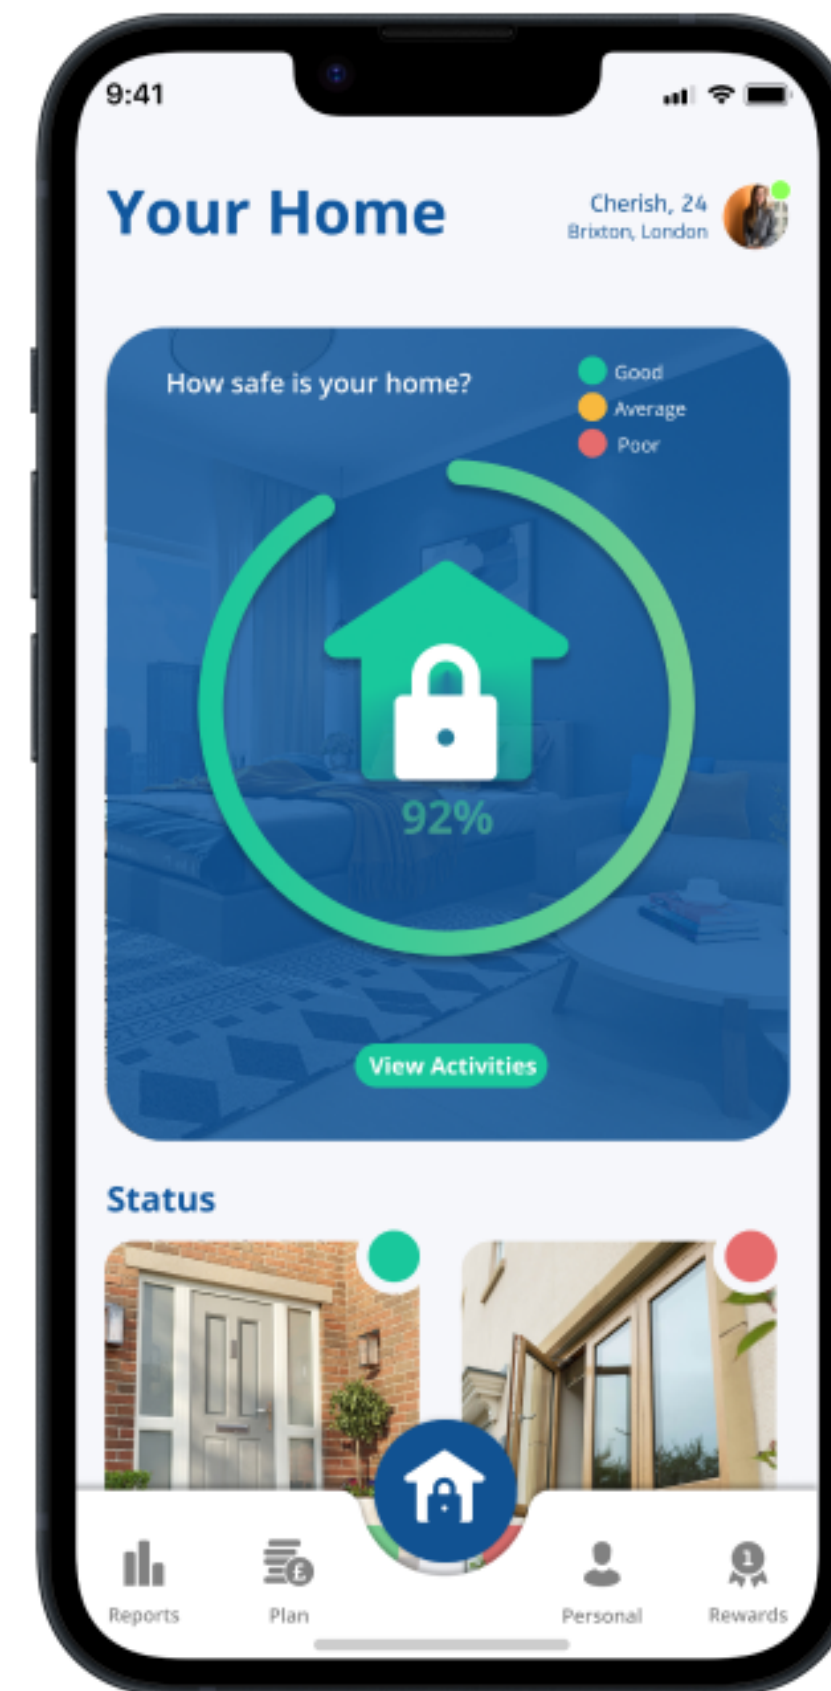 9:41
Your Home
Cherish, 24
Brixton, London
How safe is your home?
Good
Average
Poor
92%
View Activities
Status
£
1
Reports
Plan
Personal
Rewards